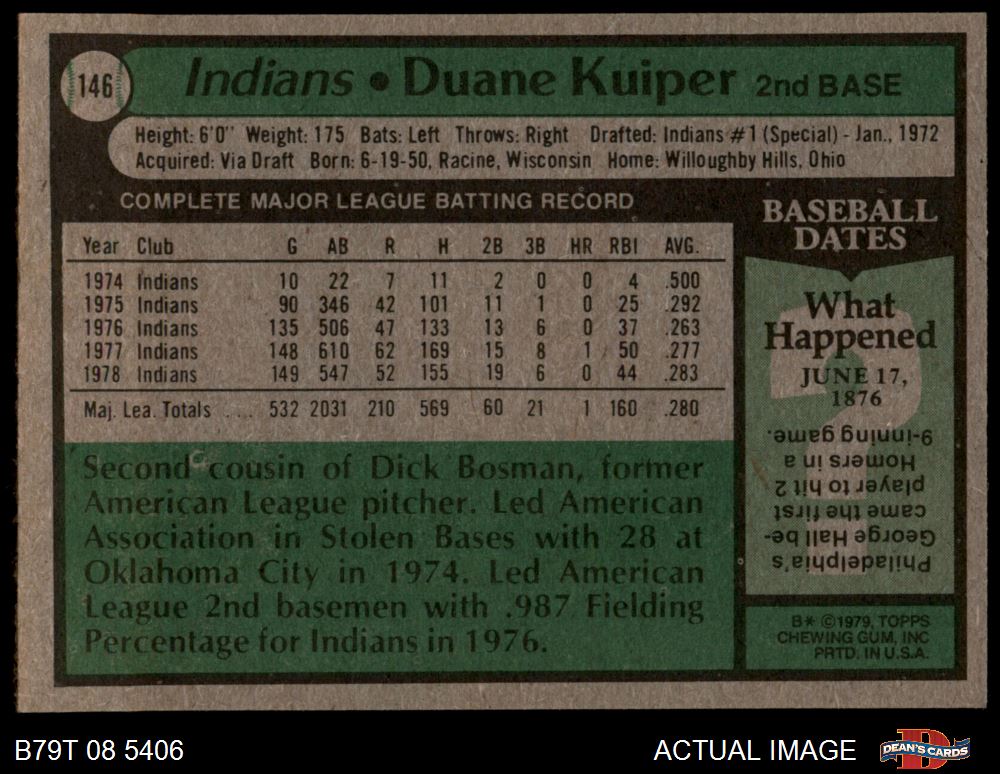 146
Indians • Duane Kuiper 2nd BASE
Height: 6'0" Weight: 175 Bats: Left Throws: Right Drafted: Indians #1 (Special) - Jan., 1972
Acquired: Via Draft Born: 6-19-50, Racine, Wisconsin Home: Willoughby Hills, Ohio
COMPLETE MAJOR LEAGUE BATTING RECORD
Year Club G AB R H 2B 3B HR RBI AVG.
1974 Indians 10 22 7 11 2 0 0 4 .500
1975 Indians 90 346 42 101 11 1 0 25 .292
1976 Indians 135 506 47 133 13 6 0 37 .263
1977 Indians 148 610 62 169 15 8 1 50 .277
1978 Indians 149 547 52 155 19 6 0 44 .283
Maj. Lea. Totals .... 532 2031 210 569 60 21 1 160 .280
Second cousin of Dick Bosman, former
American League pitcher. Led American
Association in Stolen Bases with 28 at
Oklahoma City in 1974. Led American
League 2nd basemen with .987 Fielding
Percentage for Indians in 1976.
BASEBALL
DATES
What
Happened
JUNE 17,
1876
Philadelphia's
George Hall be-
came the first
player to hit 2
Homers in a
9-inning game.
B* ©1979, TOPPS
CHEWING GUM, INC
PRTD. IN U.S.A.
B79T 08 5406
ACTUAL IMAGE
DEAN'S CARDS